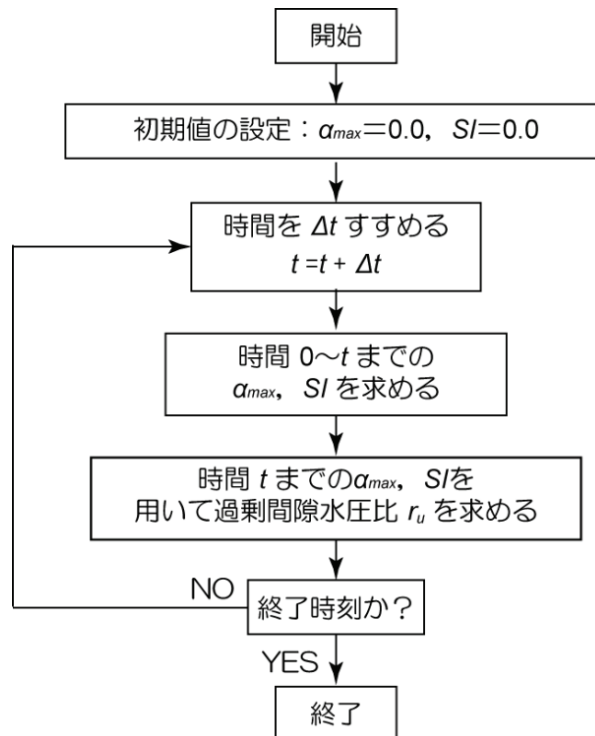 開始
初期値の設定：αmax＝0.0， SI＝0.0
時間を Δt すすめる
t =t + Δt
時間 0～t までの
αmax， SI を求める
時間 t までのαmax， SIを
用いて過剰間隙水圧比 ru を求める
NO
終了時刻か？
YES
終了